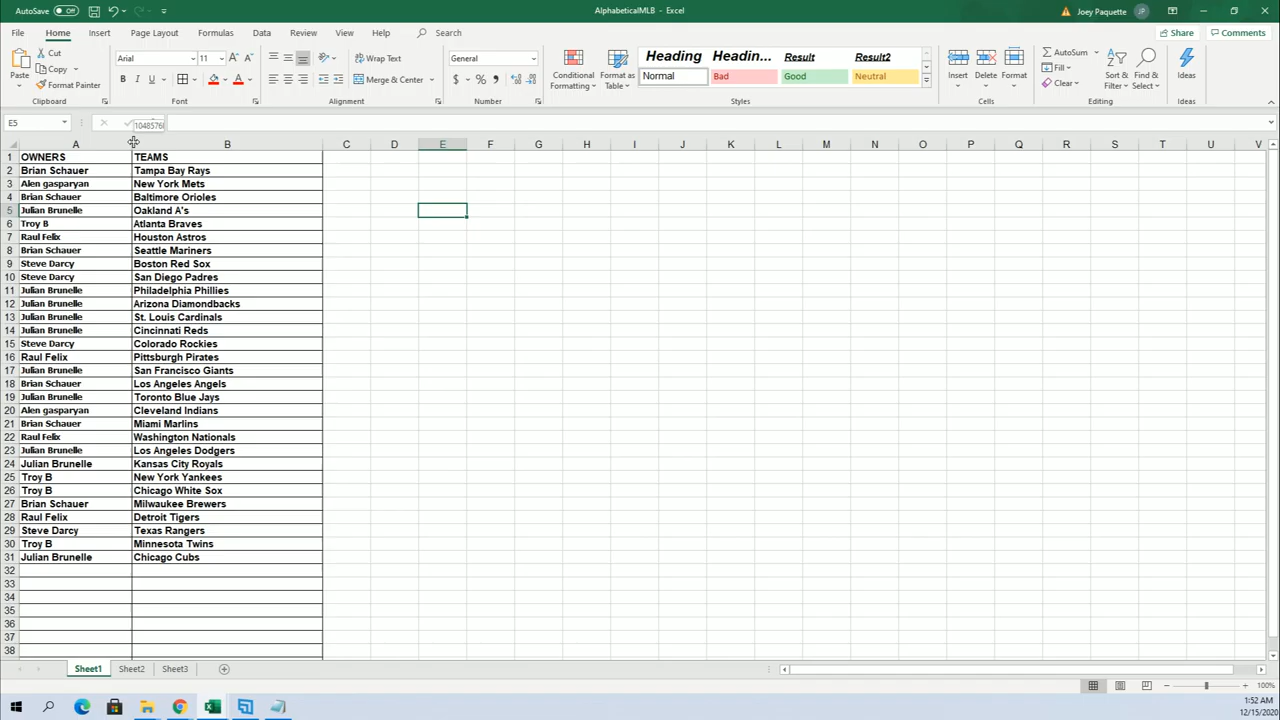 AutoSave Off AlphabeticalMLB - Excel Joey Paquette JP
File Home Insert Page Layout Formulas Data Review View Help Search Share Comments
Paste Cut Copy Format Painter Clipboard
Arial 11 B I U A Font
Wrap Text Merge & Center Alignment
General $ % Number
Conditional Formatting Format as Table
Heading Headin... Result Result2
Normal Bad Good Neutral
Styles
Insert Delete Format Cells
AutoSum Fill Clear Sort & Filter Find & Select Editing
Ideas Ideas
E5 1048576
A B C D E F G H I J K L M N O P Q R S T U V
1 OWNERS TEAMS
2 Brian Schauer Tampa Bay Rays
3 Alen gasparyan New York Mets
4 Brian Schauer Baltimore Orioles
5 Julian Brunelle Oakland A's
6 Troy B Atlanta Braves
7 Raul Felix Houston Astros
8 Brian Schauer Seattle Mariners
9 Steve Darcy Boston Red Sox
10 Steve Darcy San Diego Padres
11 Julian Brunelle Philadelphia Phillies
12 Julian Brunelle Arizona Diamondbacks
13 Julian Brunelle St. Louis Cardinals
14 Julian Brunelle Cincinnati Reds
15 Steve Darcy Colorado Rockies
16 Raul Felix Pittsburgh Pirates
17 Julian Brunelle San Francisco Giants
18 Brian Schauer Los Angeles Angels
19 Julian Brunelle Toronto Blue Jays
20 Alen gasparyan Cleveland Indians
21 Brian Schauer Miami Marlins
22 Raul Felix Washington Nationals
23 Julian Brunelle Los Angeles Dodgers
24 Julian Brunelle Kansas City Royals
25 Troy B New York Yankees
26 Troy B Chicago White Sox
27 Brian Schauer Milwaukee Brewers
28 Raul Felix Detroit Tigers
29 Steve Darcy Texas Rangers
30 Troy B Minnesota Twins
31 Julian Brunelle Chicago Cubs
32
33
34
35
36
37
38
Sheet1 Sheet2 Sheet3
100%
1:52 AM
12/15/2020